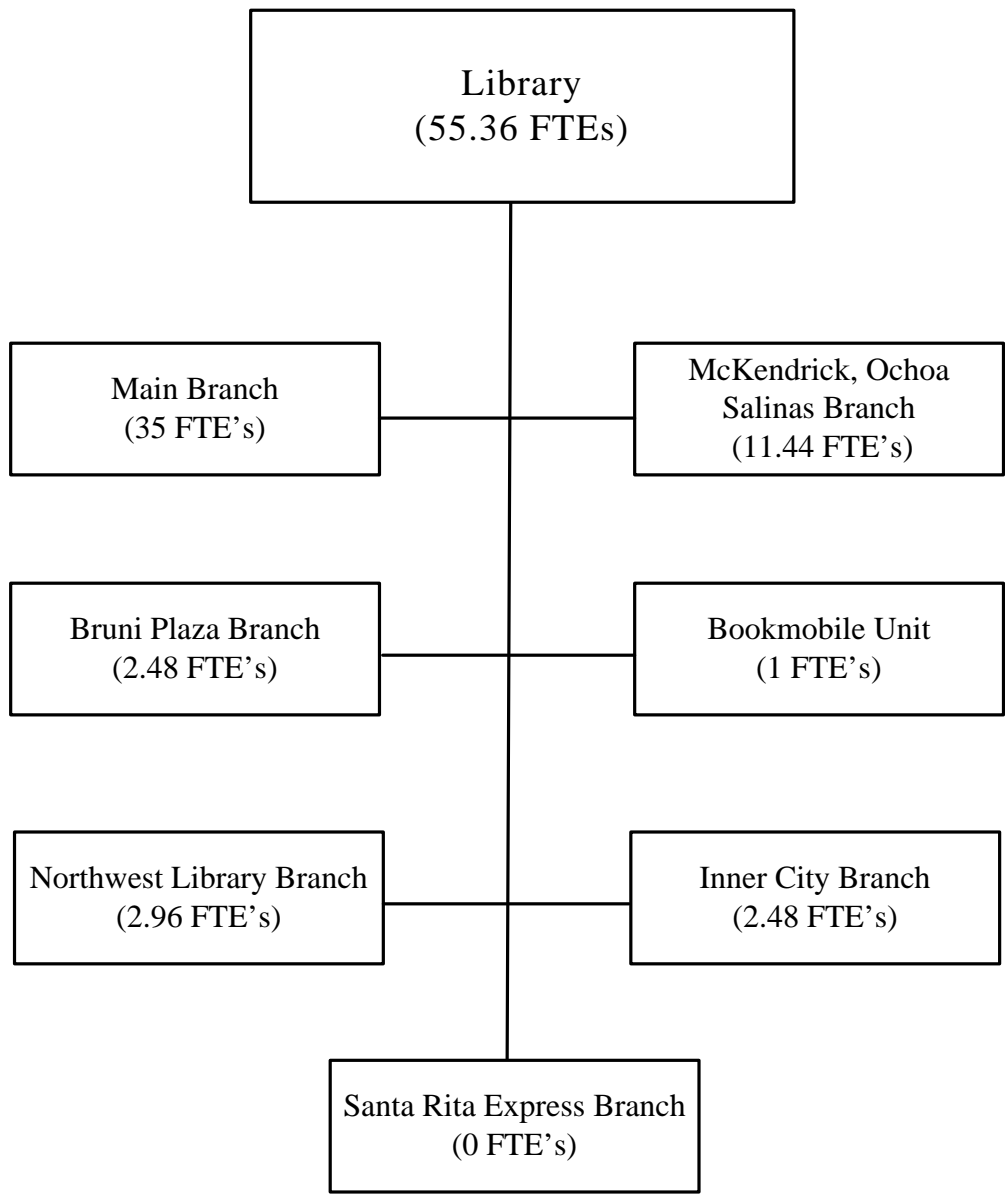 Library
(55.36 FTEs)
Main Branch
(35 FTE’s)
McKendrick, Ochoa
Salinas Branch
(11.44 FTE’s)
Bruni Plaza Branch
(2.48 FTE’s)
Bookmobile Unit
(1 FTE’s)
Northwest Library Branch
(2.96 FTE’s)
Inner City Branch
(2.48 FTE’s)
Santa Rita Express Branch
(0 FTE’s)